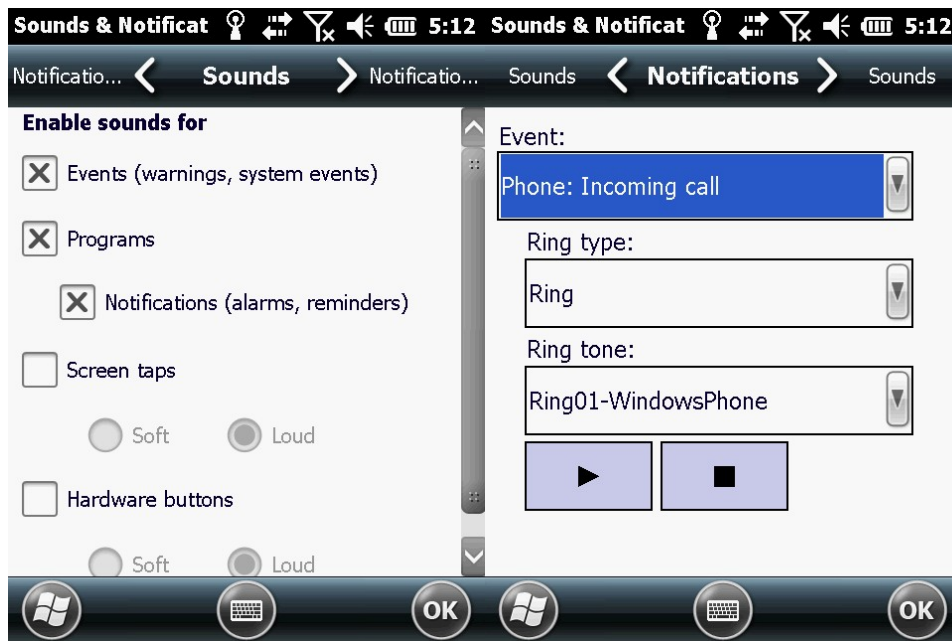 Sounds & Notificat 5:12
Notificatio... Sounds Notificatio...
Enable sounds for
Events (warnings, system events)
Programs
Notifications (alarms, reminders)
Screen taps
Soft Loud
Hardware buttons
Soft Loud
OK
Sounds & Notificat 5:12
Sounds Notifications Sounds
Event:
Phone: Incoming call
Ring type:
Ring
Ring tone:
Ring01-WindowsPhone
OK